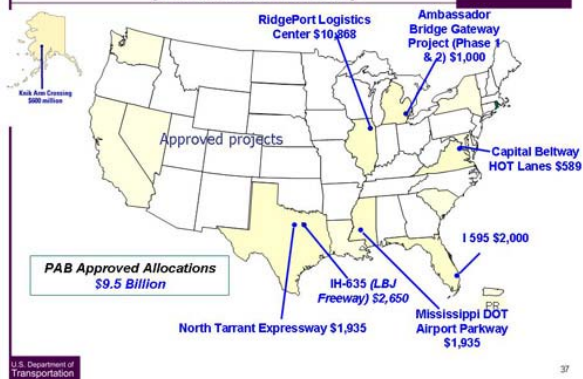 RidgePort Logistics
Center $10,868
Ambassador
Bridge Gateway
Project (Phase 1
& 2) $1,000
Knik Arm Crossing
$600 million
Approved projects
Capital Beltway
HOT Lanes $589
I 595 $2,000
PAB Approved Allocations
$9.5 Billion
IH-635 (LBJ
Freeway) $2,650
PR
North Tarrant Expressway $1,935
Mississippi DOT
Airport Parkway
$1,935
U.S. Department of
Transportation
37